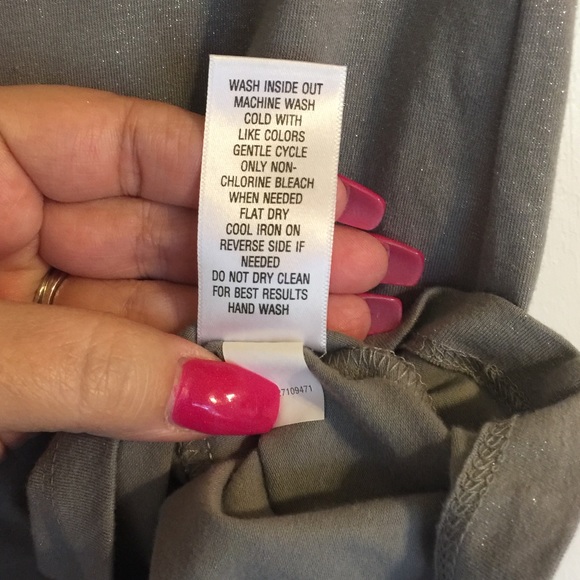 WASH INSIDE OUT
MACHINE WASH
COLD WITH
LIKE COLORS
GENTLE CYCLE
ONLY NON-
CHLORINE BLEACH
WHEN NEEDED
FLAT DRY
COOL IRON ON
REVERSE SIDE IF
NEEDED
DO NOT DRY CLEAN
FOR BEST RESULTS
HAND WASH
7109471